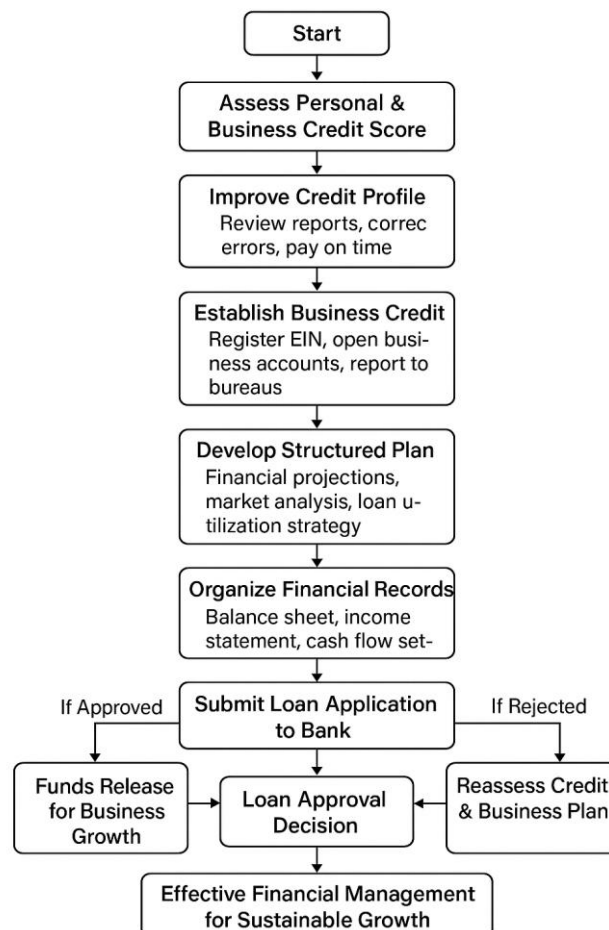 Start
Assess Personal &
Business Credit Score
Improve Credit Profile
Review reports, correc
errors, pay on time
Establish Business Credit
Register EIN, open busi-
ness accounts, report to
bureaus
Develop Structured Plan
Financial projections,
market analysis, loan u-
tilization strategy
Organize Financial Records
Balance sheet, income
statement, cash flow set-
If Approved
Submit Loan Application
to Bank
If Rejected
Funds Release
for Business
Growth
Loan Approval
Decision
Reassess Credit
& Business Plan
Effective Financial Management
for Sustainable Growth